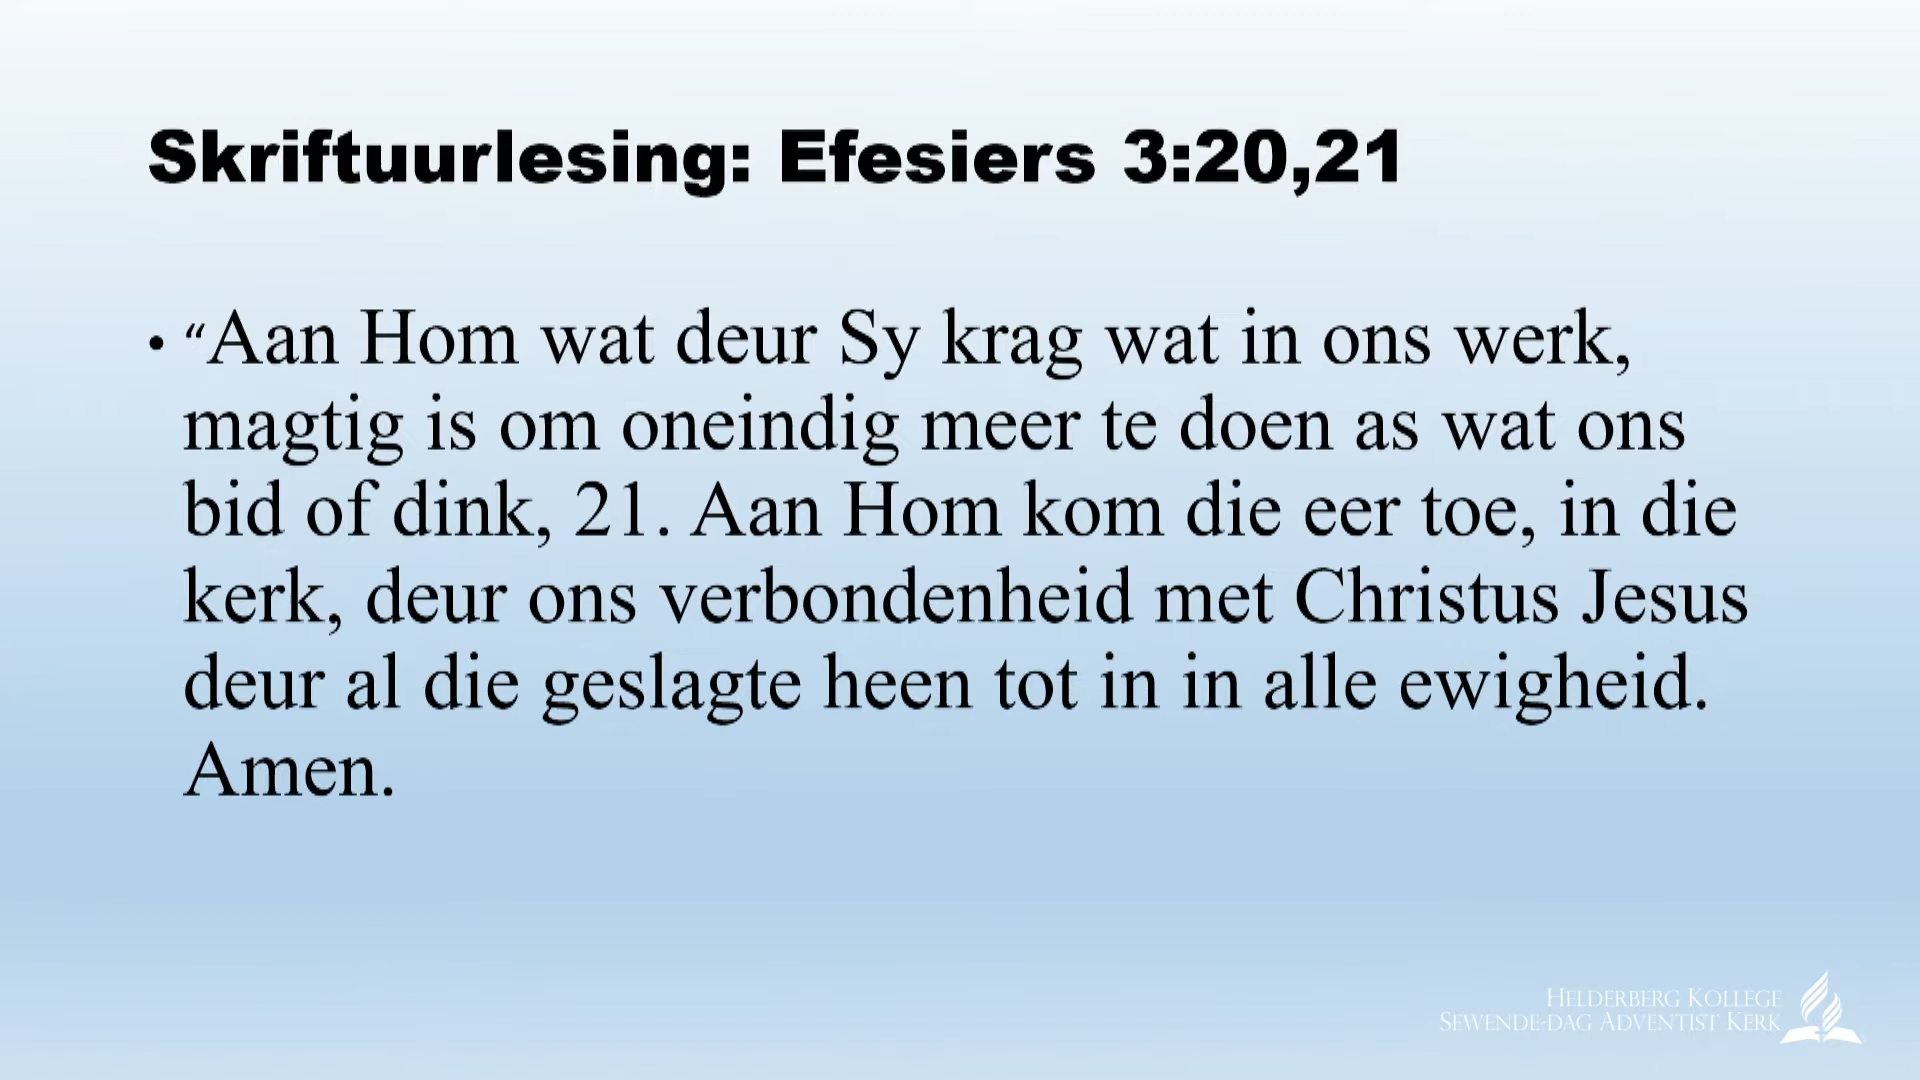 Skriftuurlesing: Efesiers 3:20,21
• “Aan Hom wat deur Sy krag wat in ons werk,
magtig is om oneindig meer te doen as wat ons
bid of dink, 21. Aan Hom kom die eer toe, in die
kerk, deur ons verbondenheid met Christus Jesus
deur al die geslagte heen tot in in alle ewigheid.
Amen.
HELDERBERG KOLLEGE
SEWENDE-DAG ADVENTIST KERK